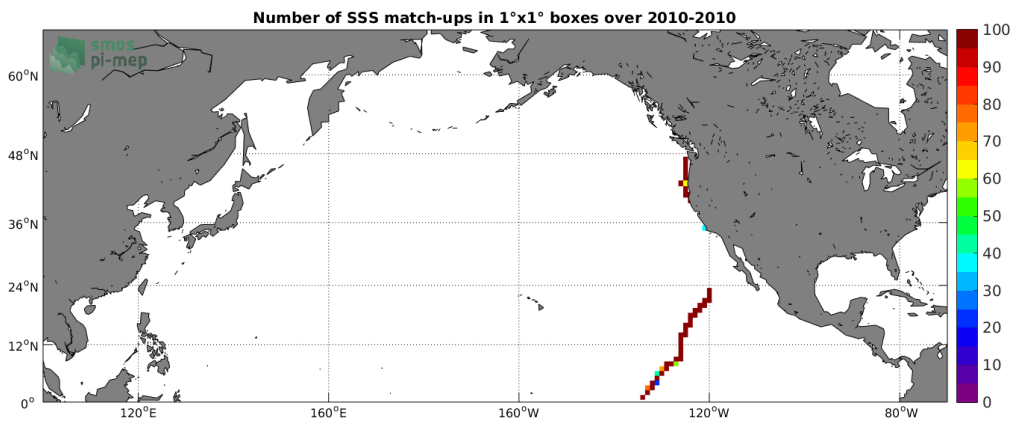 Number of SSS match-ups in 1°x1° boxes over 2010-2010
smos
pi-mep
60°N
48°N
36°N
24°N
12°N
0°
120°E
160°E
160°W
120°W
80°W
100
90
80
70
60
50
40
30
20
10
0